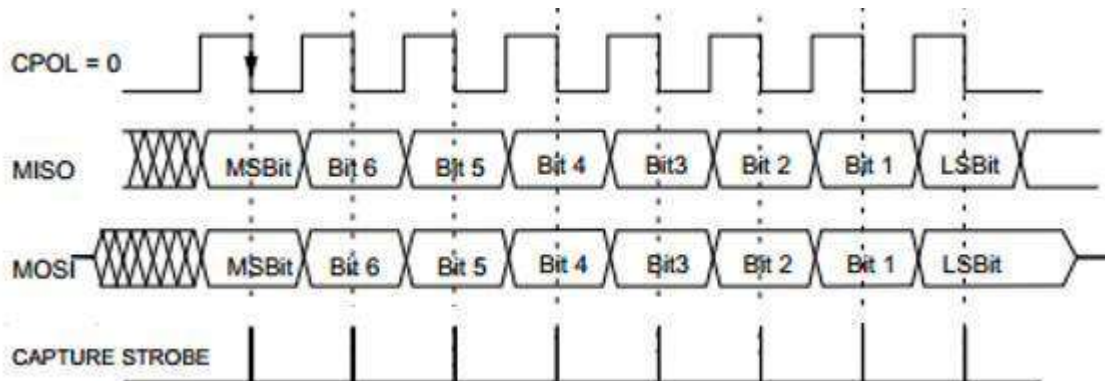 CPOL = 0
MISO MSBit Bit 6 Bit 5 Bit 4 Bit3 Bit 2 Bit 1 LSBit
MOSI MSBit Bit 6 Bit 5 Bit 4 Bit3 Bit 2 Bit 1 LSBit
CAPTURE STROBE